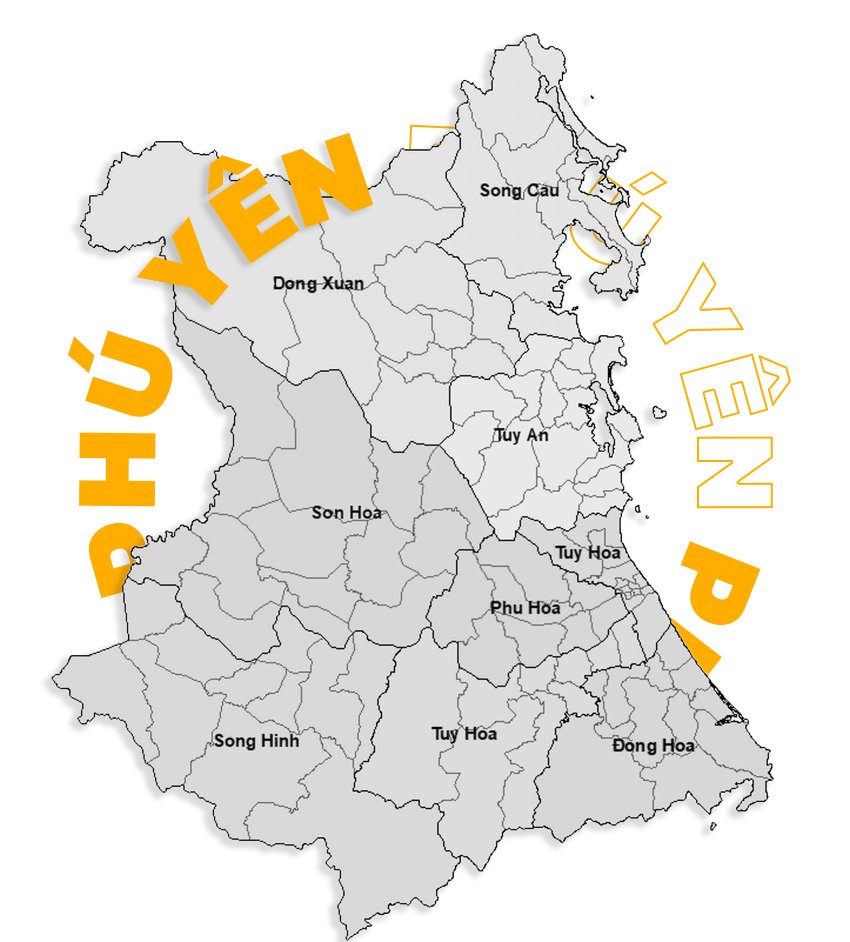 PHÚ YÊN
PHÚ YÊN P
Song Cau
Dong Xuan
Tuy An
Son Hoa
Tuy Hoa
Phu Hoa
Song Hinh
Tuy Hoa
Đong Hoa